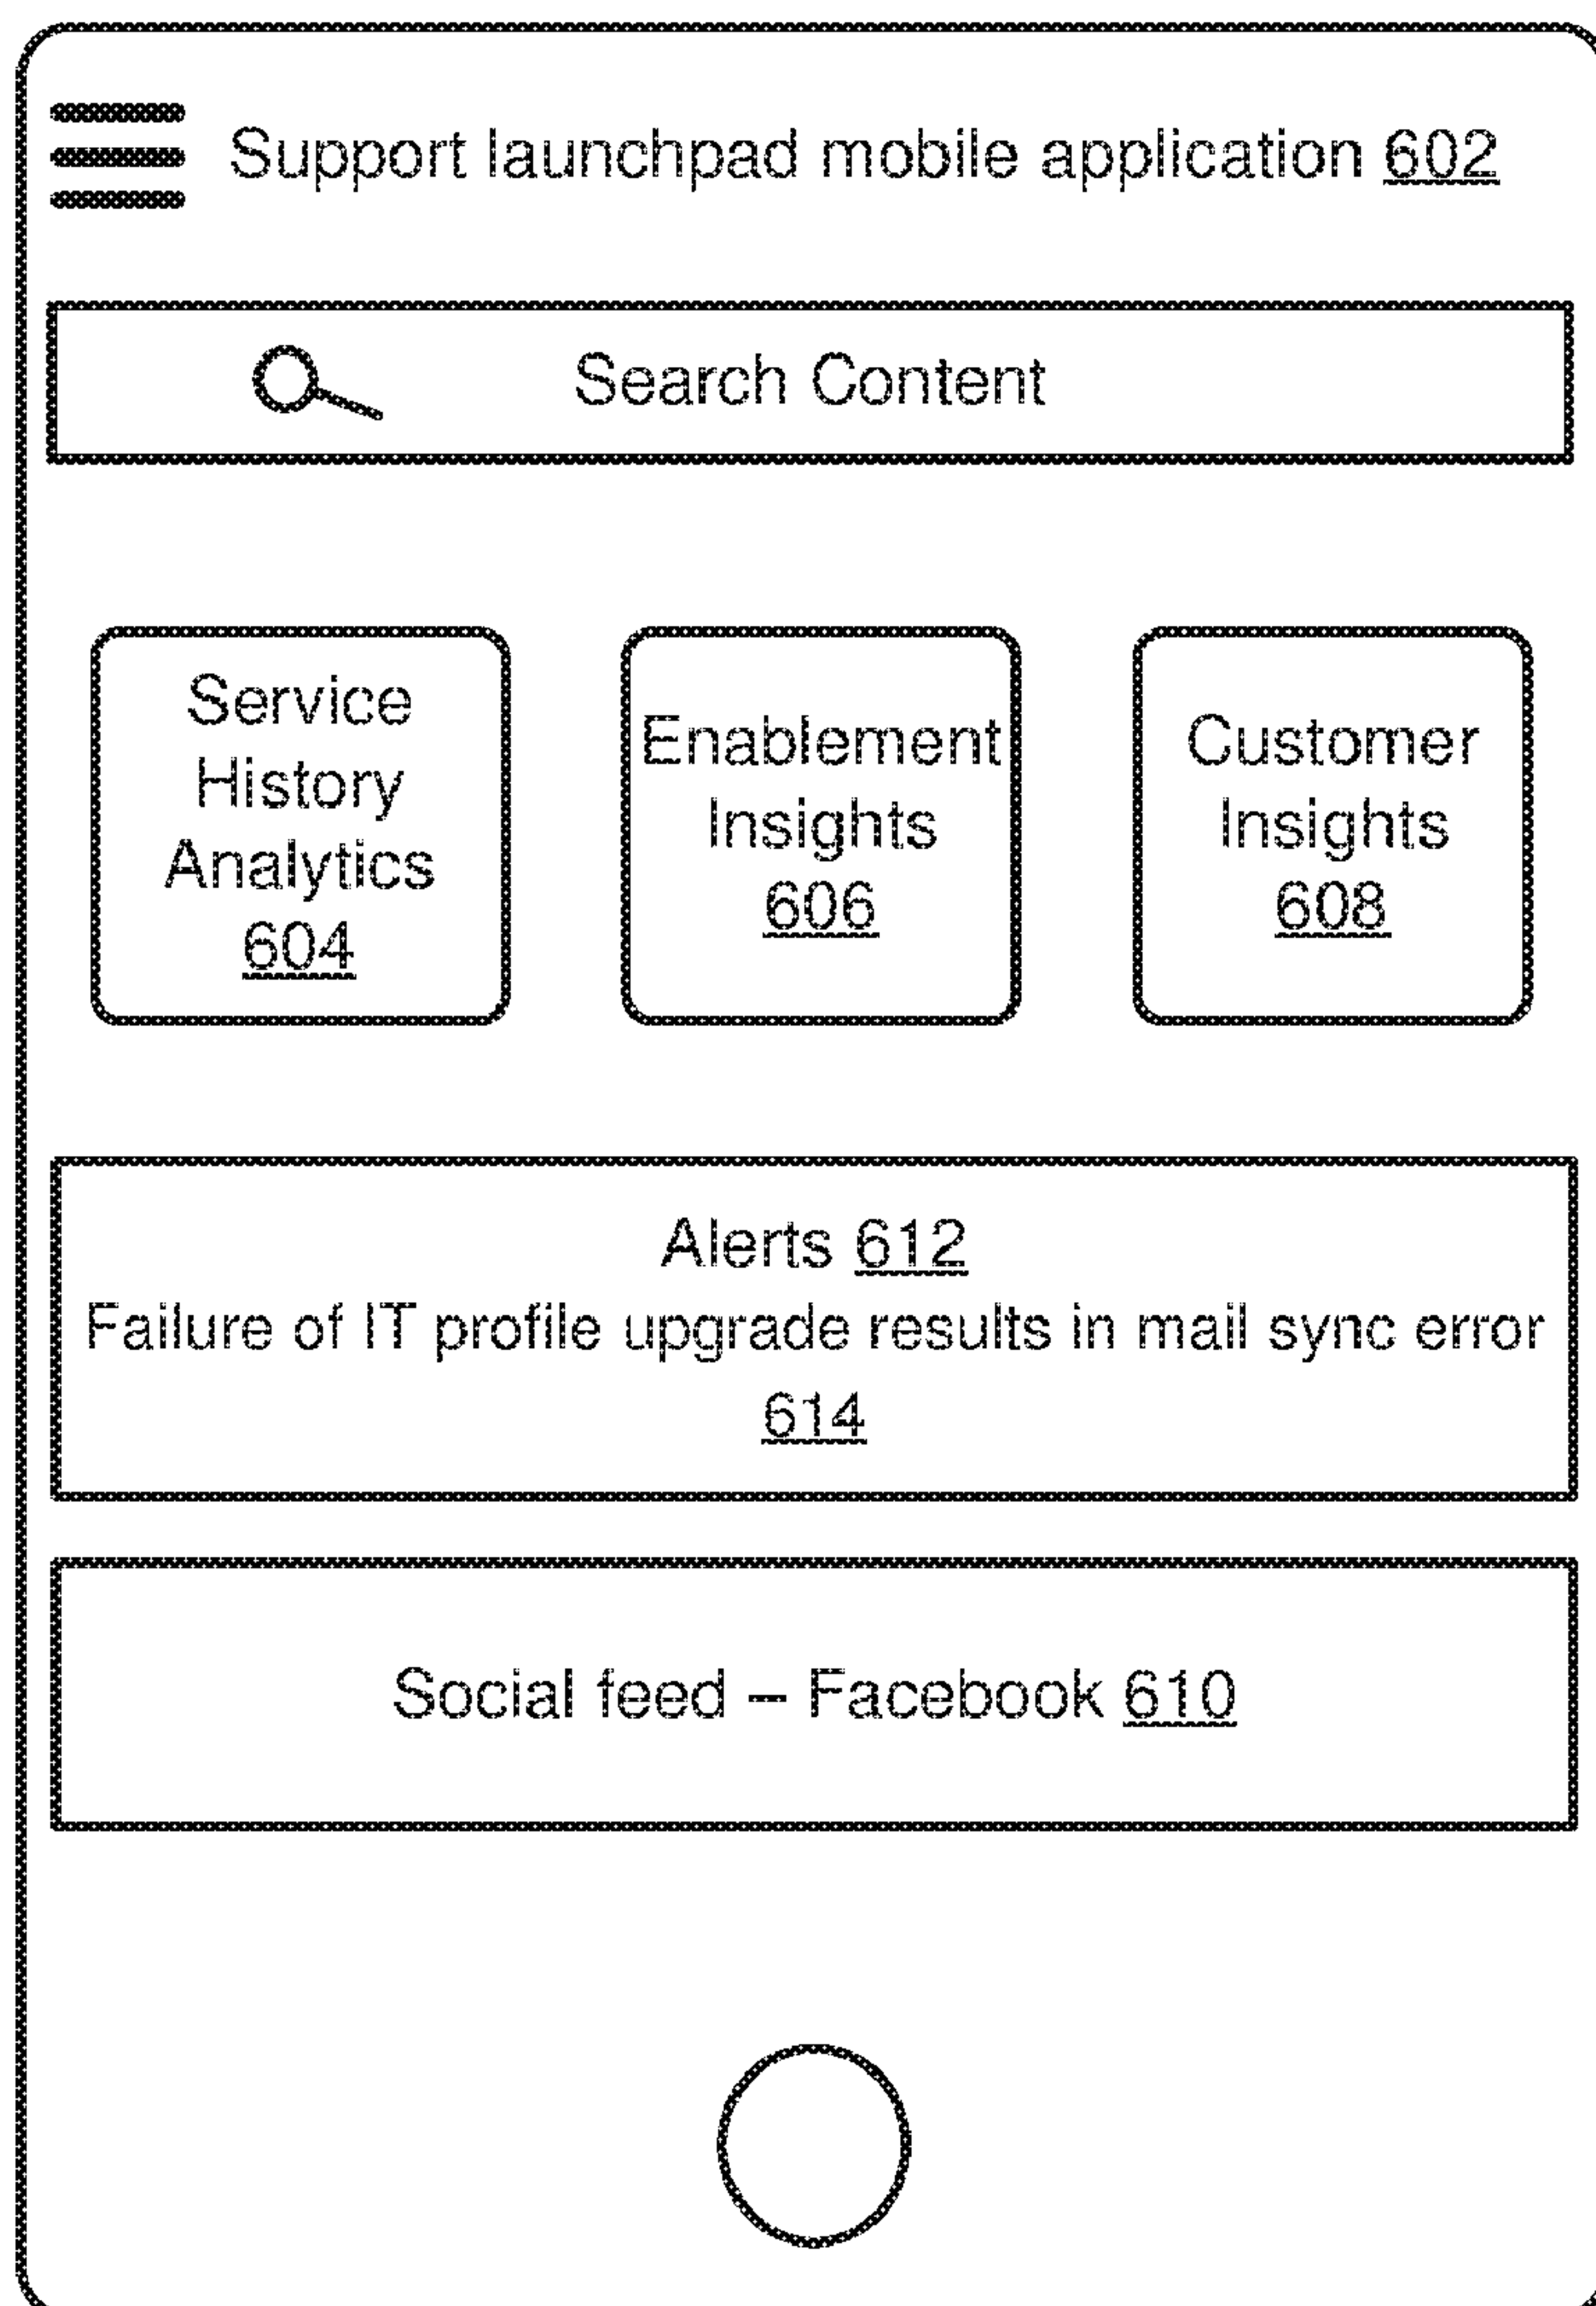 Support launchpad mobile application 602
Search Content
Service
History
Analytics
604
Enablement
Insights
606
Customer
Insights
608
Alerts 612
Failure of IT profile upgrade results in mail sync error
614
Social feed – Facebook 610